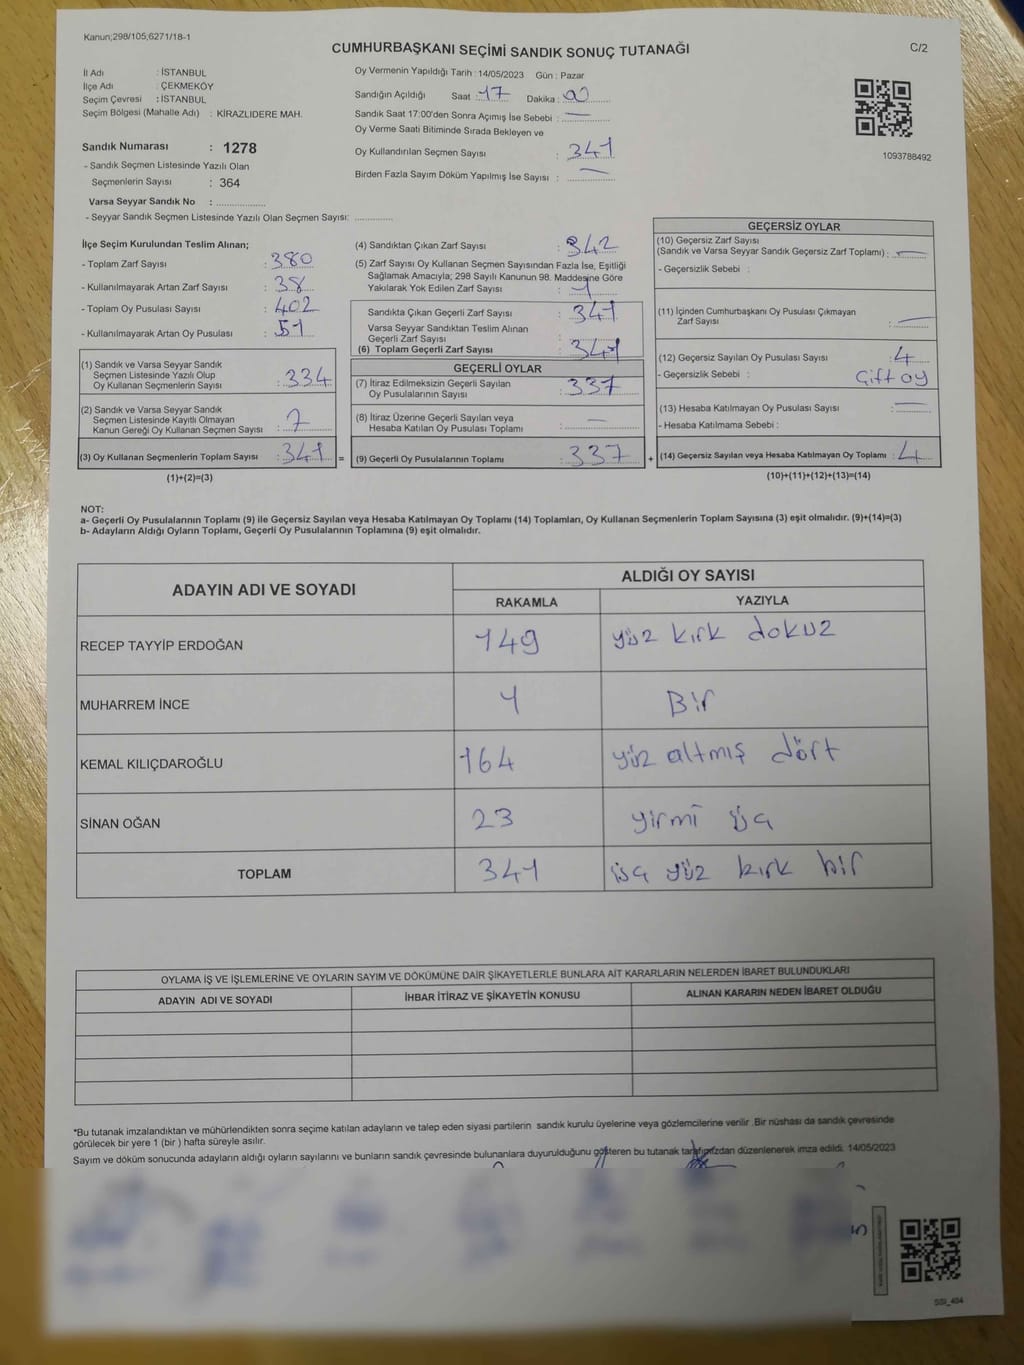 Kanun;298/105,6271/18-1
CUMHURBAŞKANI SEÇİMİ SANDIK SONUÇ TUTANAĞI
C/2
İl Adı : İSTANBUL
İlçe Adı : ÇEKMEKÖY
Seçim Çevresi : İSTANBUL
Seçim Bölgesi (Mahalle Adı) : KİRAZLIDERE MAH.
Sandık Numarası : 1278
- Sandık Seçmen Listesinde Yazılı Olan
Seçmenlerin Sayısı : 364
Varsa Seyyar Sandık No :
- Seyyar Sandık Seçmen Listesinde Yazılı Olan Seçmen Sayısı:
Oy Vermenin Yapıldığı Tarih : 14/05/2023 Gün : Pazar
Sandığın Açıldığı Saat : 17 Dakika : 00
Sandık Saat 17:00'den Sonra Açımış İse Sebebi : —
Oy Verme Saati Bitiminde Sırada Bekleyen ve
Oy Kullandırılan Seçmen Sayısı : 341
Birden Fazla Sayım Döküm Yapılmış İse Sayısı : —
1093788492
İlçe Seçim Kurulundan Teslim Alınan;
- Toplam Zarf Sayısı : 380
- Kullanılmayarak Artan Zarf Sayısı : 38
- Toplam Oy Pusulası Sayısı : 402
- Kullanılmayarak Artan Oy Pusulası : 51
(1) Sandık ve Varsa Seyyar Sandık
Seçmen Listesinde Yazılı Olup
Oy Kullanan Seçmenlerin Sayısı : 334
(2) Sandık ve Varsa Seyyar Sandık
Seçmen Listesinde Kayıtlı Olmayan
Kanun Gereği Oy Kullanan Seçmen Sayısı : 7
(3) Oy Kullanan Seçmenlerin Toplam Sayısı : 341 =
(1)+(2)=(3)
(4) Sandıktan Çıkan Zarf Sayısı : 342
(5) Zarf Sayısı Oy Kullanan Seçmen Sayısından Fazla İse, Eşitliği
Sağlamak Amacıyla; 298 Sayılı Kanunun 98. Maddesine Göre
Yakılarak Yok Edilen Zarf Sayısı : 1
Sandıkta Çıkan Geçerli Zarf Sayısı : 341
Varsa Seyyar Sandıktan Teslim Alınan
Geçerli Zarf Sayısı :
(6) Toplam Geçerli Zarf Sayısı : 341
GEÇERLİ OYLAR
(7) İtiraz Edilmeksizin Geçerli Sayılan
Oy Pusulalarının Sayısı : 337
(8) İtiraz Üzerine Geçerli Sayılan veya
Hesaba Katılan Oy Pusulası Toplamı : —
(9) Geçerli Oy Pusulalarının Toplamı : 337 +
GEÇERSİZ OYLAR
(10) Geçersiz Zarf Sayısı
(Sandık ve Varsa Seyyar Sandık Geçersiz Zarf Toplamı) : —
- Geçersizlik Sebebi :
(11) İçinden Cumhurbaşkanı Oy Pusulası Çıkmayan
Zarf Sayısı : —
(12) Geçersiz Sayılan Oy Pusulası Sayısı : 4
- Geçersizlik Sebebi : Çift oy
(13) Hesaba Katılmayan Oy Pusulası Sayısı : —
- Hesaba Katılmama Sebebi :
(14) Geçersiz Sayılan veya Hesaba Katılmayan Oy Toplamı : 4
(10)+(11)+(12)+(13)=(14)
NOT:
a- Geçerli Oy Pusulalarının Toplamı (9) ile Geçersiz Sayılan veya Hesaba Katılmayan Oy Toplamı (14) Toplamları, Oy Kullanan Seçmenlerin Toplam Sayısına (3) eşit olmalıdır. (9)+(14)=(3)
b- Adayların Aldığı Oyların Toplamı, Geçerli Oy Pusulalarının Toplamına (9) eşit olmalıdır.
ADAYIN ADI VE SOYADI ALDIĞI OY SAYISI
RAKAMLA YAZIYLA
RECEP TAYYİP ERDOĞAN 149 yüz kırk dokuz
MUHARREM İNCE 1 Bir
KEMAL KILIÇDAROĞLU 164 yüz altmış dört
SİNAN OĞAN 23 yirmi üç
TOPLAM 341 üç yüz kırk bir
OYLAMA İŞ VE İŞLEMLERİNE VE OYLARIN SAYIM VE DÖKÜMÜNE DAİR ŞİKAYETLERLE BUNLARA AİT KARARLARIN NELERDEN İBARET BULUNDUKLARI
ADAYIN ADI VE SOYADI İHBAR İTİRAZ VE ŞİKAYETİN KONUSU ALINAN KARARIN NEDEN İBARET OLDUĞU
*Bu tutanak imzalandıktan ve mühürlendikten sonra seçime katılan adayların ve talep eden siyasi partilerin sandık kurulu üyelerine veya gözlemcilerine verilir. Bir nüshası da sandık çevresinde
görülecek bir yere 1 (bir ) hafta süreyle asılır.
Sayım ve döküm sonucunda adayların aldığı oyların sayılarını ve bunların sandık çevresinde bulunanlara duyurulduğunu gösteren bu tutanak tarafımızdan düzenlenerek imza edildi. 14/05/2023
SSI_404